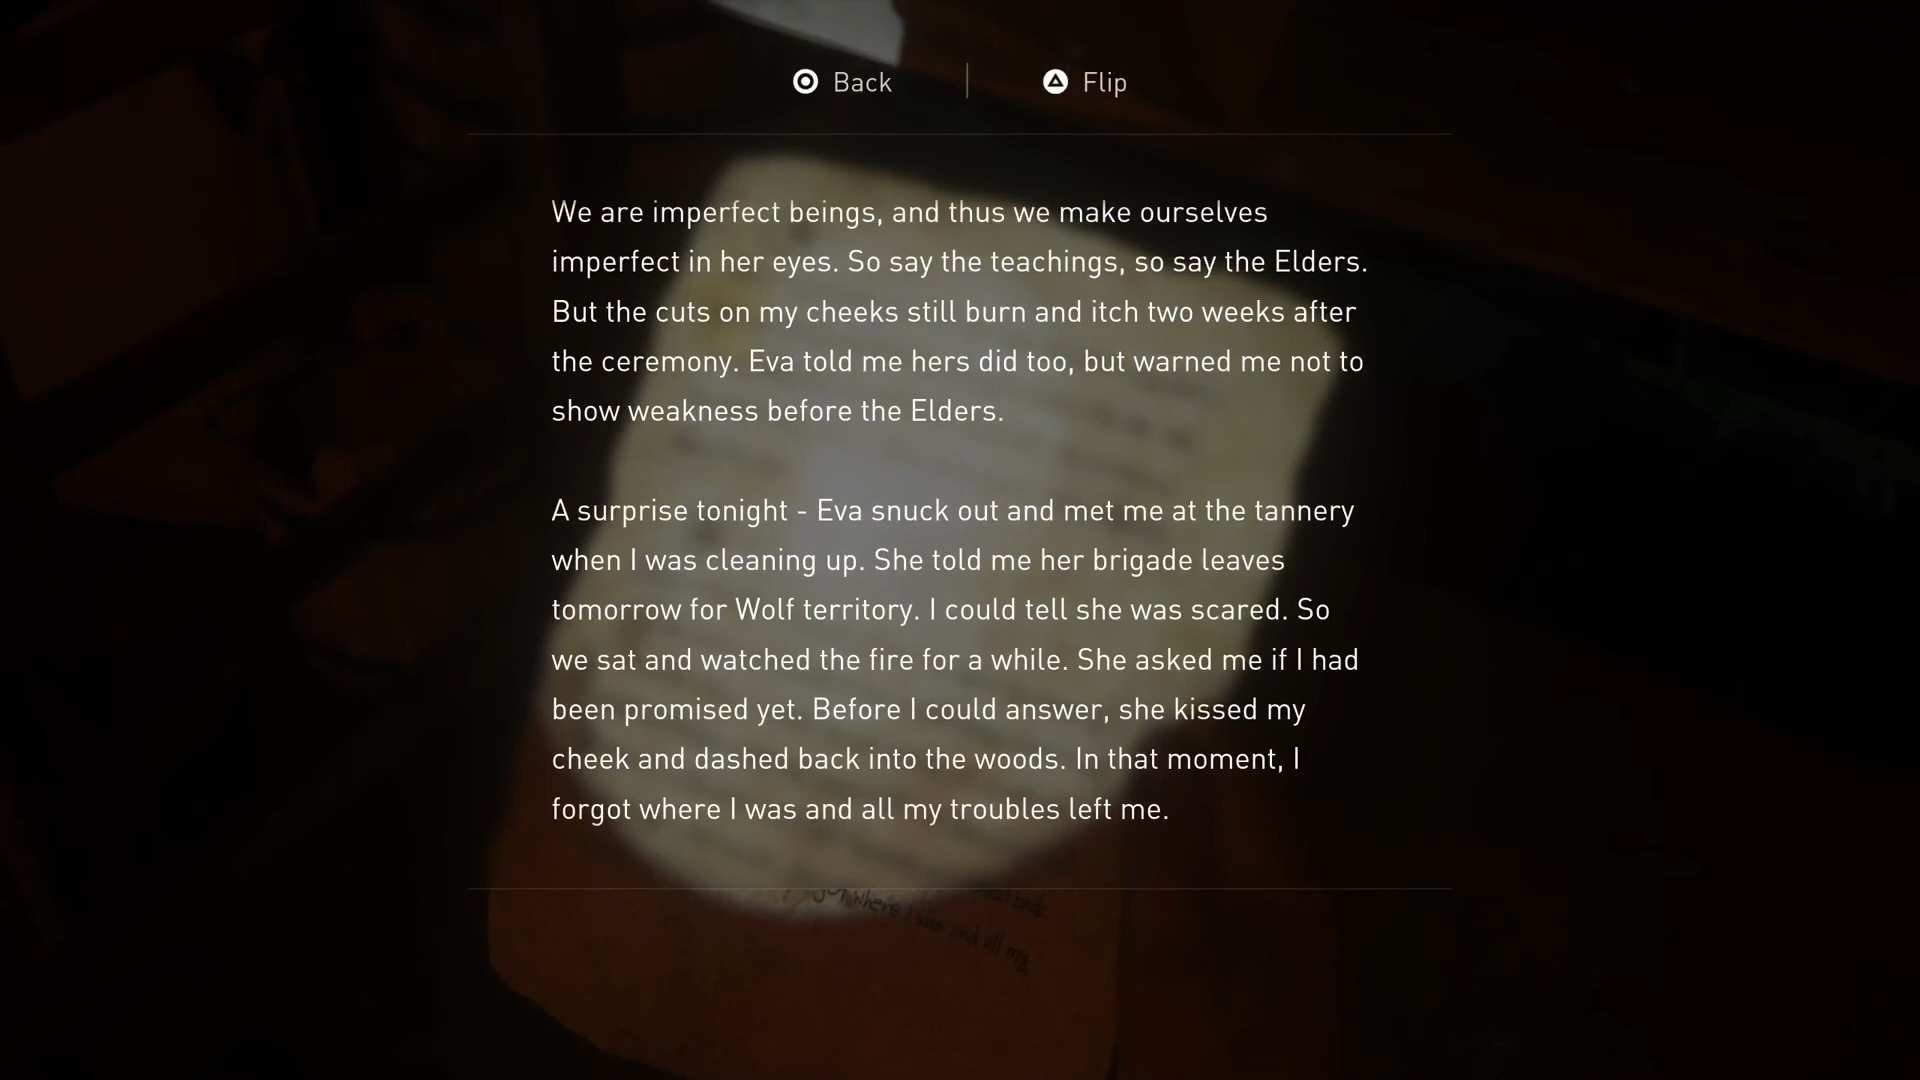 Back
Flip
We are imperfect beings, and thus we make ourselves
imperfect in her eyes. So say the teachings, so say the Elders.
But the cuts on my cheeks still burn and itch two weeks after
the ceremony. Eva told me hers did too, but warned me not to
show weakness before the Elders.
A surprise tonight - Eva snuck out and met me at the tannery
when I was cleaning up. She told me her brigade leaves
tomorrow for Wolf territory. I could tell she was scared. So
we sat and watched the fire for a while. She asked me if I had
been promised yet. Before I could answer, she kissed my
cheek and dashed back into the woods. In that moment, I
forgot where I was and all my troubles left me.
where I was and all my
back